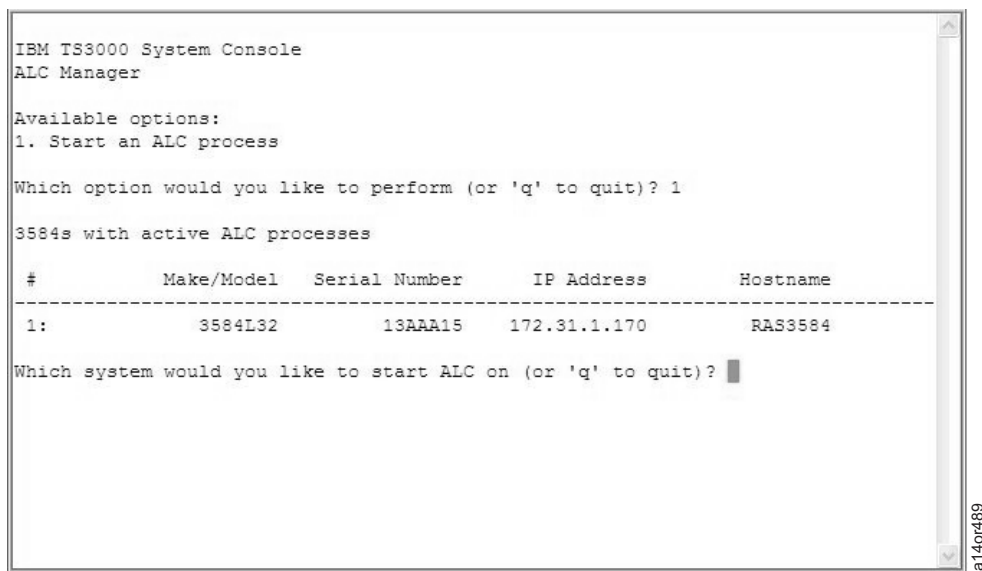 IBM TS3000 System Console
ALC Manager
Available options:
1. Start an ALC process
Which option would you like to perform (or 'q' to quit)? 1
3584s with active ALC processes
# Make/Model Serial Number IP Address Hostname
--------------------------------------------------------------------------------
1: 3584L32 13AAA15 172.31.1.170 RAS3584
Which system would you like to start ALC on (or 'q' to quit)?
a14or489